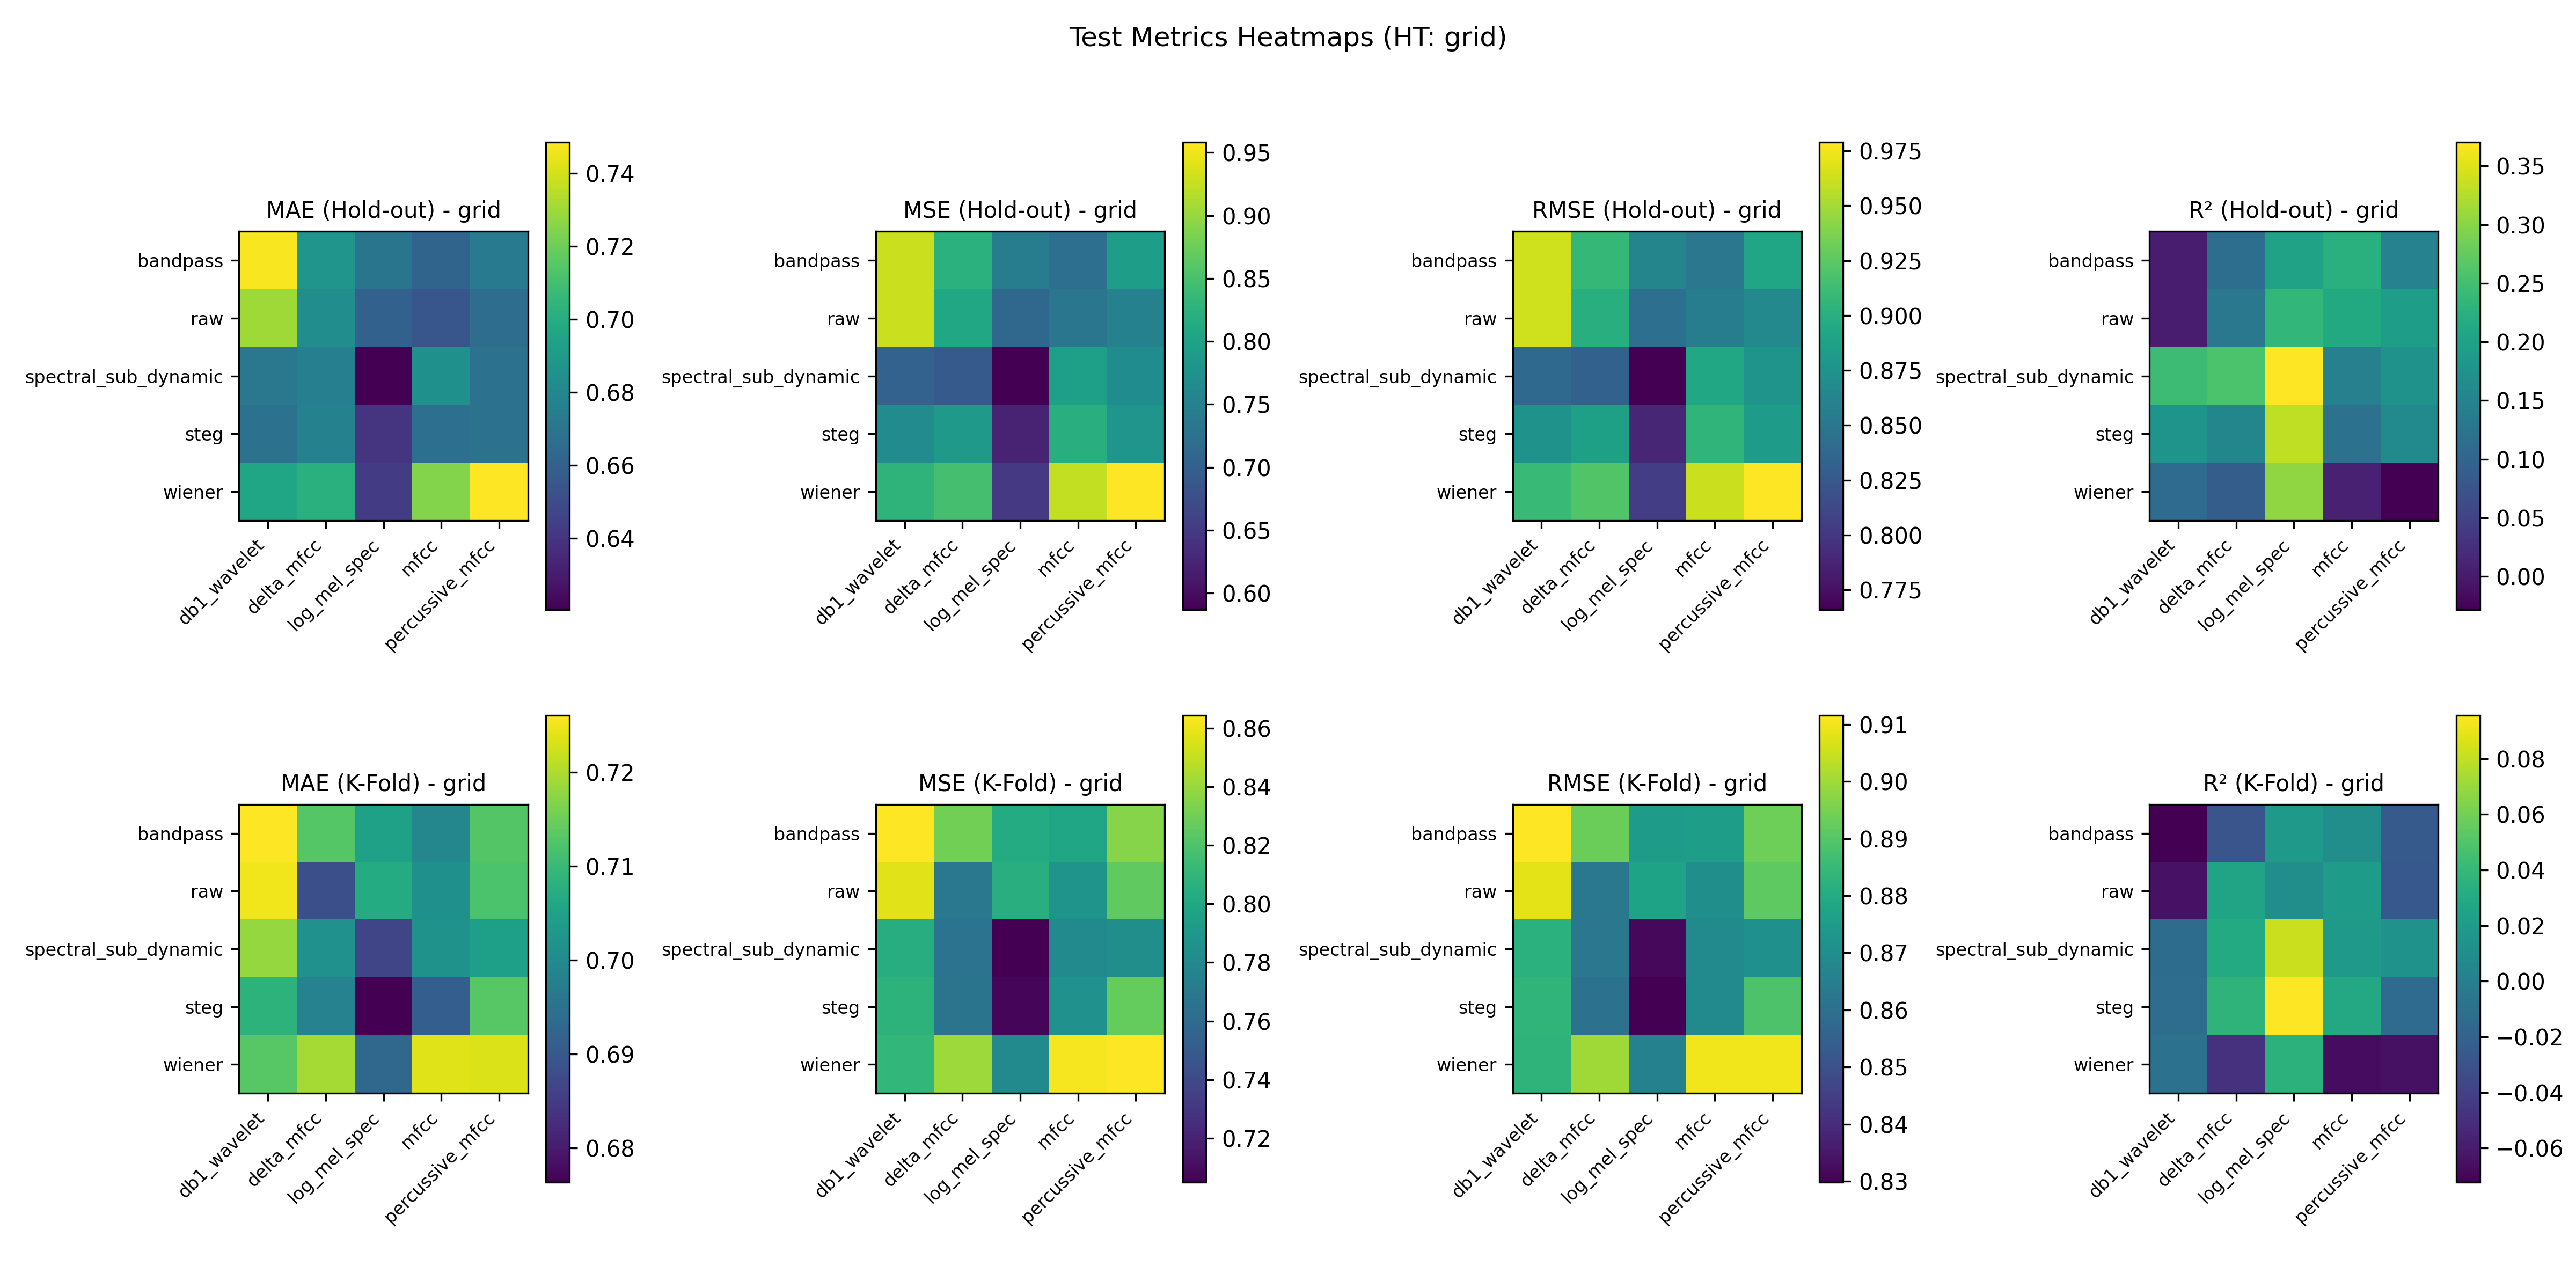 Test Metrics Heatmaps (HT: grid)
MAE (Hold-out) - grid
bandpass
raw
spectral_sub_dynamic
steg
wiener
db1_wavelet
delta_mfcc
log_mel_spec
mfcc
percussive_mfcc
0.74
0.72
0.70
0.68
0.66
0.64
MSE (Hold-out) - grid
bandpass
raw
spectral_sub_dynamic
steg
wiener
db1_wavelet
delta_mfcc
log_mel_spec
mfcc
percussive_mfcc
0.95
0.90
0.85
0.80
0.75
0.70
0.65
0.60
RMSE (Hold-out) - grid
bandpass
raw
spectral_sub_dynamic
steg
wiener
db1_wavelet
delta_mfcc
log_mel_spec
mfcc
percussive_mfcc
0.975
0.950
0.925
0.900
0.875
0.850
0.825
0.800
0.775
R² (Hold-out) - grid
bandpass
raw
spectral_sub_dynamic
steg
wiener
db1_wavelet
delta_mfcc
log_mel_spec
mfcc
percussive_mfcc
0.35
0.30
0.25
0.20
0.15
0.10
0.05
0.00
MAE (K-Fold) - grid
bandpass
raw
spectral_sub_dynamic
steg
wiener
db1_wavelet
delta_mfcc
log_mel_spec
mfcc
percussive_mfcc
0.72
0.71
0.70
0.69
0.68
MSE (K-Fold) - grid
bandpass
raw
spectral_sub_dynamic
steg
wiener
db1_wavelet
delta_mfcc
log_mel_spec
mfcc
percussive_mfcc
0.86
0.84
0.82
0.80
0.78
0.76
0.74
0.72
RMSE (K-Fold) - grid
bandpass
raw
spectral_sub_dynamic
steg
wiener
db1_wavelet
delta_mfcc
log_mel_spec
mfcc
percussive_mfcc
0.91
0.90
0.89
0.88
0.87
0.86
0.85
0.84
0.83
R² (K-Fold) - grid
bandpass
raw
spectral_sub_dynamic
steg
wiener
db1_wavelet
delta_mfcc
log_mel_spec
mfcc
percussive_mfcc
0.08
0.06
0.04
0.02
0.00
−0.02
−0.04
−0.06